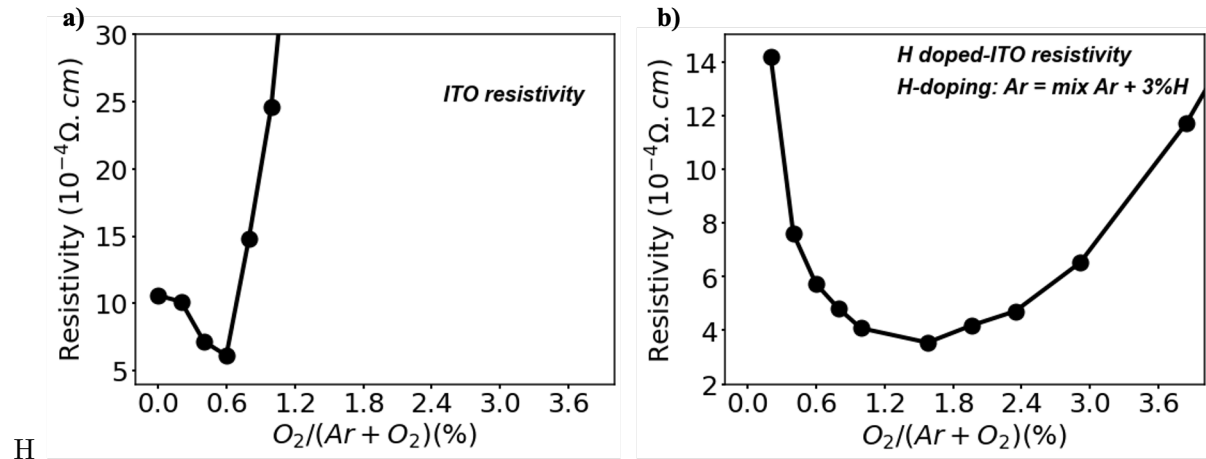 a)
30
25
20
15
10
5
Resistivity (10⁻⁴Ω. cm)
ITO resistivity
0.0 0.6 1.2 1.8 2.4 3.0 3.6
O₂/(Ar + O₂)(%)
b)
14
12
10
8
6
4
2
Resistivity (10⁻⁴Ω. cm)
H doped-ITO resistivity
H-doping: Ar = mix Ar + 3%H
0.0 0.6 1.2 1.8 2.4 3.0 3.6
O₂/(Ar + O₂)(%)
H